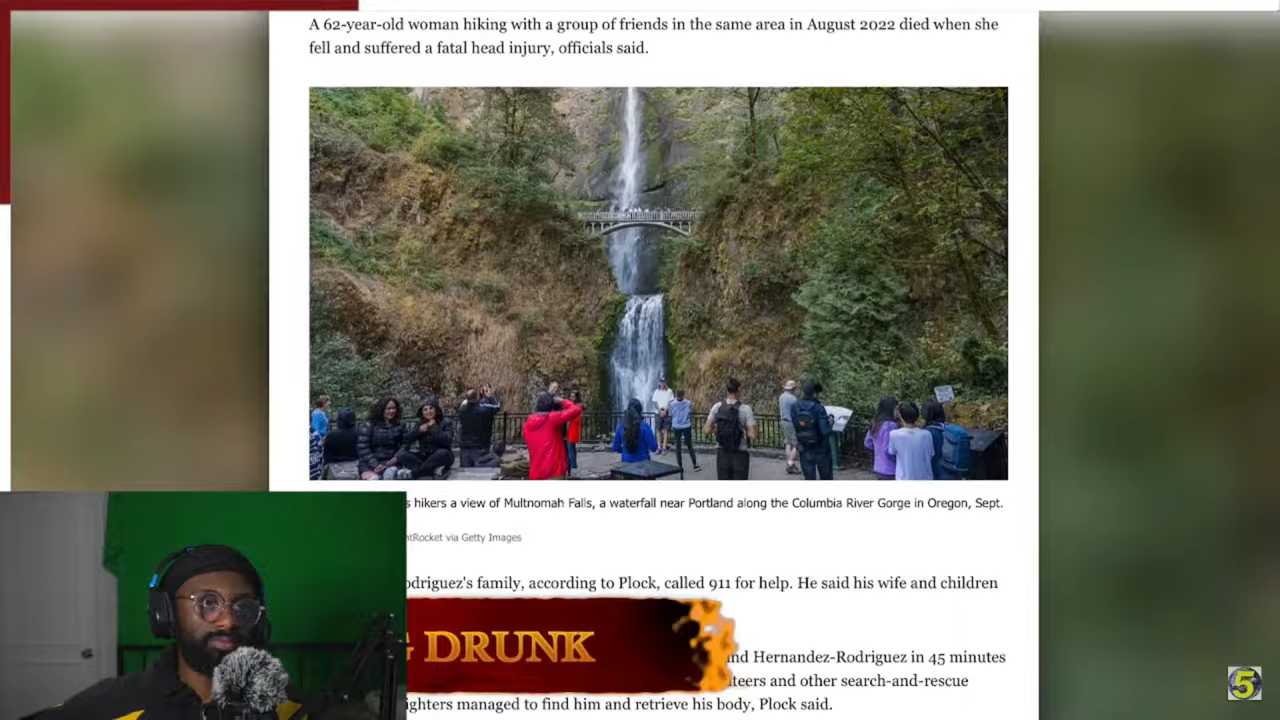 A 62-year-old woman hiking with a group of friends in the same area in August 2022 died when she
fell and suffered a fatal head injury, officials said.
hikers a view of Multnomah Falls, a waterfall near Portland along the Columbia River Gorge in Oregon, Sept.
via Getty Images
odriguez's family, according to Plock, called 911 for help. He said his wife and children
DRUNK
nd Hernandez-Rodriguez in 45 minutes
teers and other search-and-rescue
ighters managed to find him and retrieve his body, Plock said.
5